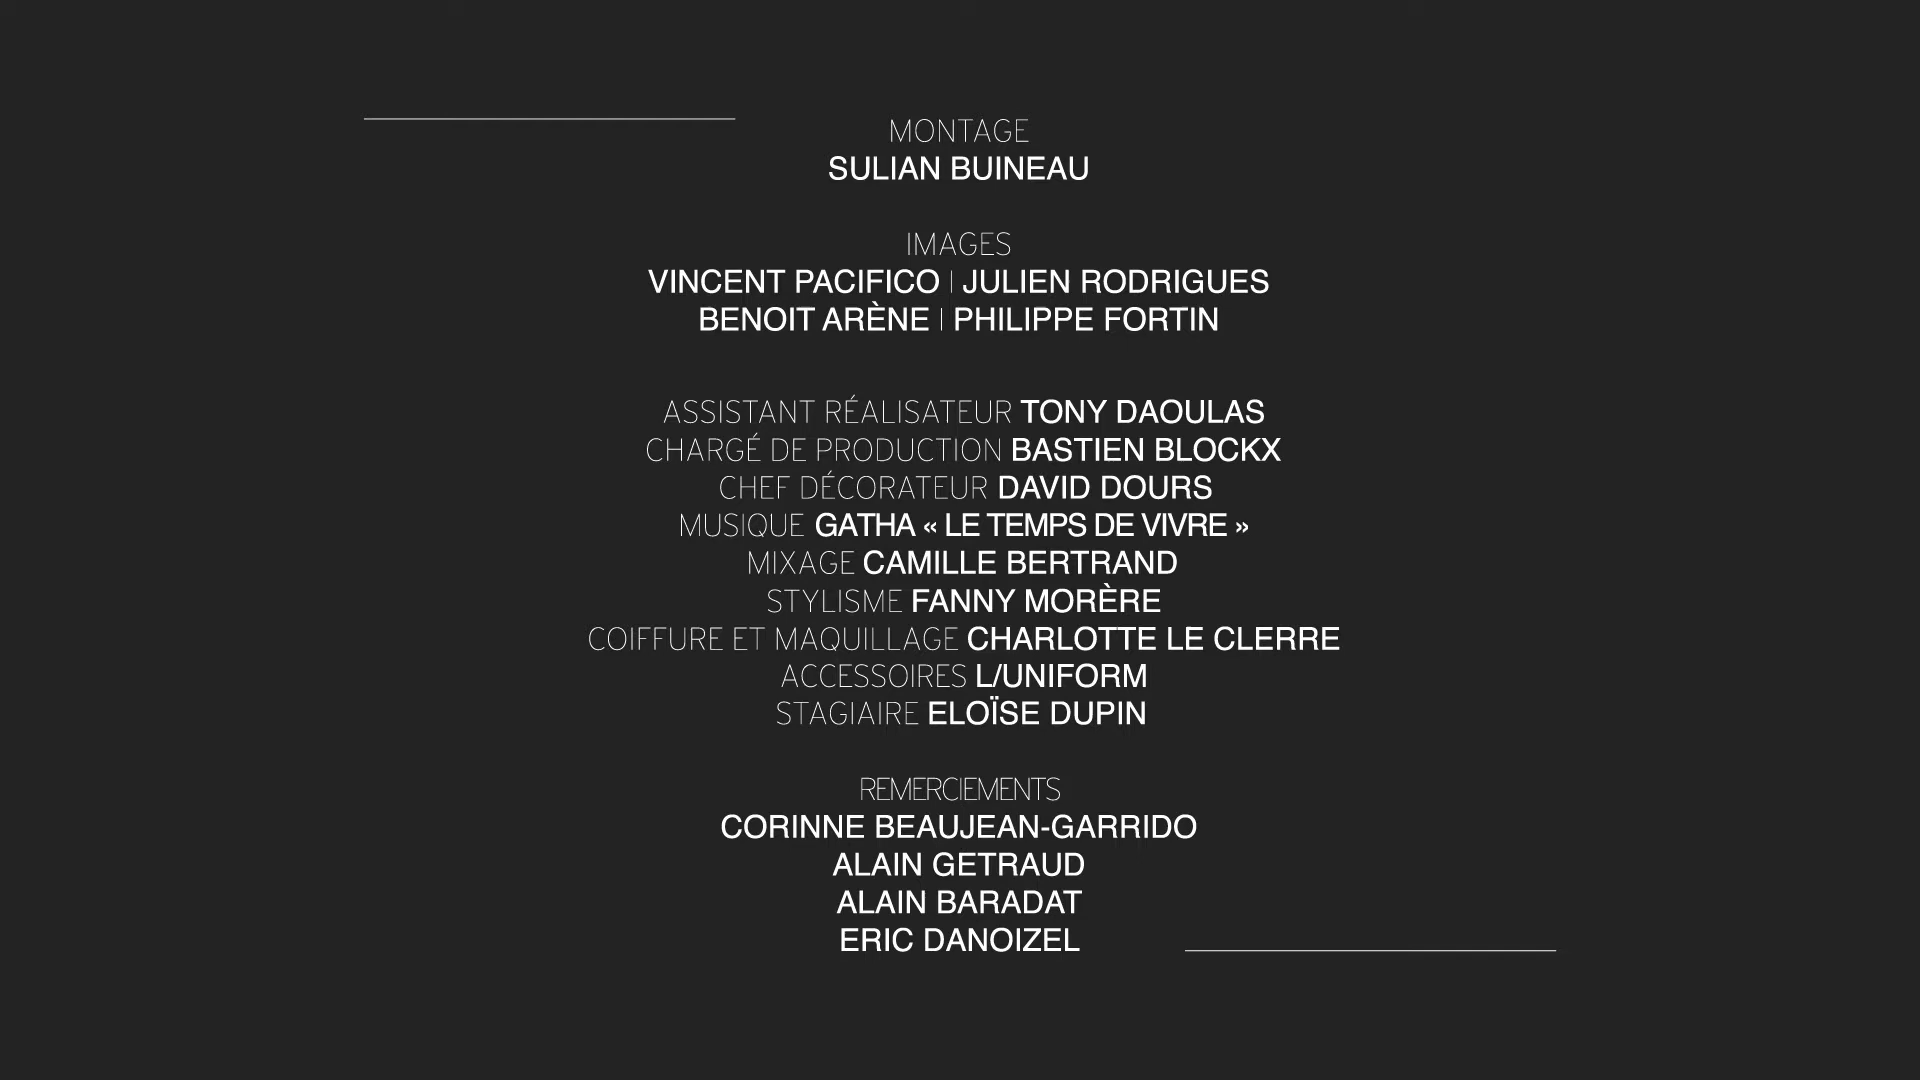 MONTAGE
SULIAN BUINEAU
IMAGES
VINCENT PACIFICO | JULIEN RODRIGUES
BENOIT ARÈNE | PHILIPPE FORTIN
ASSISTANT RÉALISATEUR TONY DAOULAS
CHARGÉ DE PRODUCTION BASTIEN BLOCKX
CHEF DÉCORATEUR DAVID DOURS
MUSIQUE GATHA « LE TEMPS DE VIVRE »
MIXAGE CAMILLE BERTRAND
STYLISME FANNY MORÈRE
COIFFURE ET MAQUILLAGE CHARLOTTE LE CLERRE
ACCESSOIRES L/UNIFORM
STAGIAIRE ELOÏSE DUPIN
REMERCIEMENTS
CORINNE BEAUJEAN-GARRIDO
ALAIN GETRAUD
ALAIN BARADAT
ERIC DANOIZEL